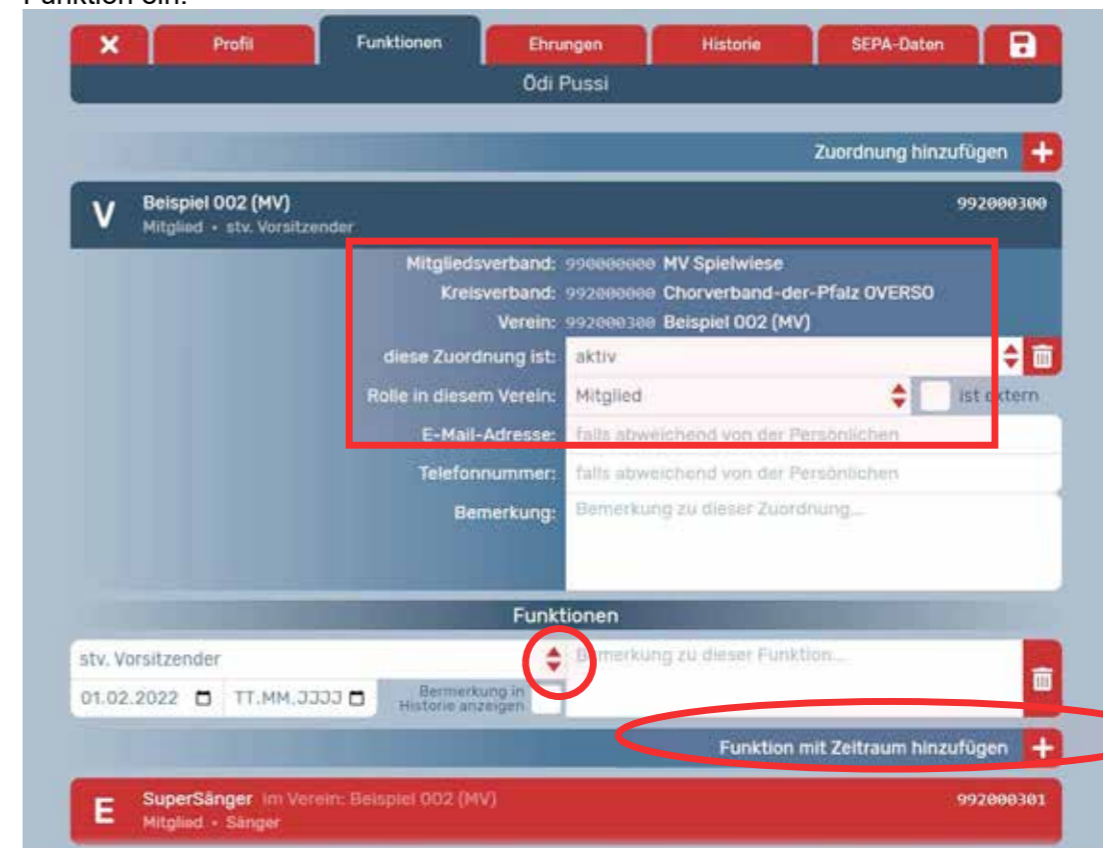 Funktion ein.
Profil Funktionen Ehrungen Historie SEPA-Daten
Ödi Pussi
Zuordnung hinzufügen
V Beispiel 002 (MV) 992000300
Mitglied • stv. Vorsitzender
Mitgliedsverband: 990000000 MV Spielwiese
Kreisverband: 992000000 Chorverband-der-Pfalz OVERSO
Verein: 992000300 Beispiel 002 (MV)
diese Zuordnung ist: aktiv
Rolle in diesem Verein: Mitglied ist extern
E-Mail-Adresse: falls abweichend von der Persönlichen
Telefonnummer: falls abweichend von der Persönlichen
Bemerkung: Bemerkung zu dieser Zuordnung...
Funktionen
stv. Vorsitzender Bemerkung zu dieser Funktion...
01.02.2022 TT.MM.JJJJ Bermerkung in
Historie anzeigen
Funktion mit Zeitraum hinzufügen
E SuperSänger im Verein: Beispiel 002 (MV) 992000301
Mitglied • Sänger